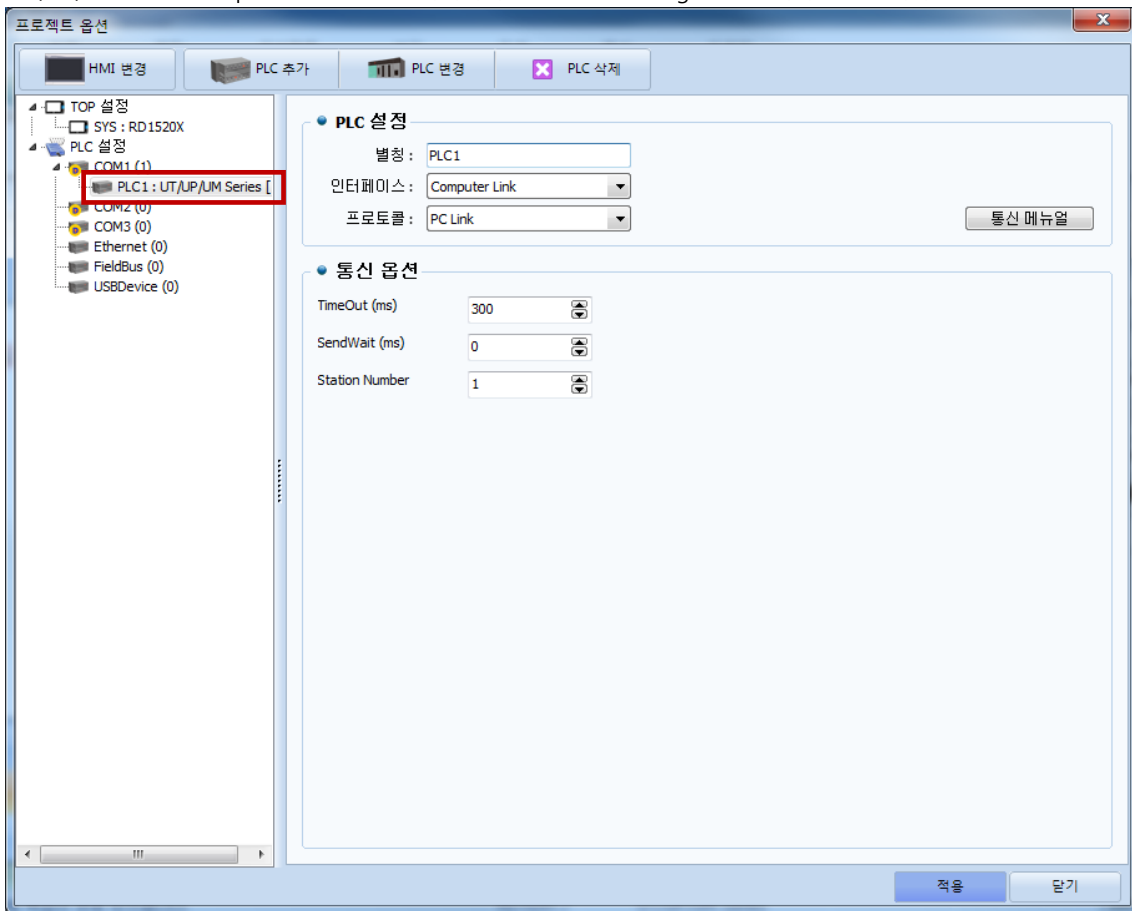 프로젝트 옵션
HMI 변경
PLC 추가
PLC 변경
PLC 삭제
TOP 설정
SYS : RD1520X
PLC 설정
COM1 (1)
PLC1 : UT/UP/UM Series [
COM2 (0)
COM3 (0)
Ethernet (0)
FieldBus (0)
USBDevice (0)
PLC 설정
별칭 : PLC1
인터페이스 : Computer Link
프로토콜 : PC Link
통신 메뉴얼
통신 옵션
TimeOut (ms) 300
SendWait (ms) 0
Station Number 1
적용
닫기